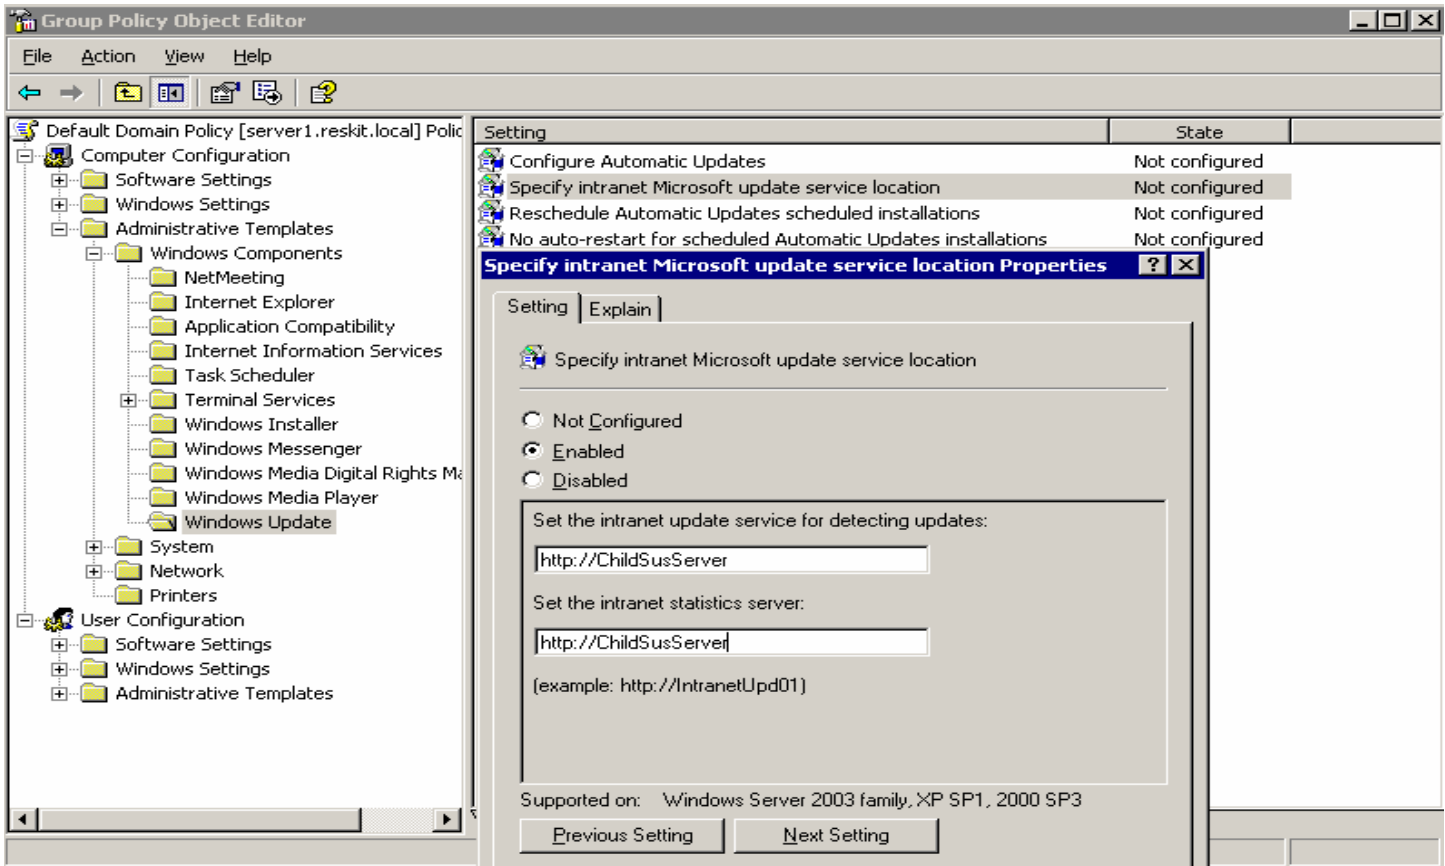 Group Policy Object Editor
File Action View Help
Default Domain Policy [server1.reskit.local] Polic
Computer Configuration
Software Settings
Windows Settings
Administrative Templates
Windows Components
NetMeeting
Internet Explorer
Application Compatibility
Internet Information Services
Task Scheduler
Terminal Services
Windows Installer
Windows Messenger
Windows Media Digital Rights Ma
Windows Media Player
Windows Update
System
Network
Printers
User Configuration
Software Settings
Windows Settings
Administrative Templates
Setting State
Configure Automatic Updates Not configured
Specify intranet Microsoft update service location Not configured
Reschedule Automatic Updates scheduled installations Not configured
No auto-restart for scheduled Automatic Updates installations Not configured
Specify intranet Microsoft update service location Properties
Setting Explain
Specify intranet Microsoft update service location
Not Configured
Enabled
Disabled
Set the intranet update service for detecting updates:
http://ChildSusServer
Set the intranet statistics server:
http://ChildSusServer
(example: http://IntranetUpd01)
Supported on: Windows Server 2003 family, XP SP1, 2000 SP3
Previous Setting Next Setting